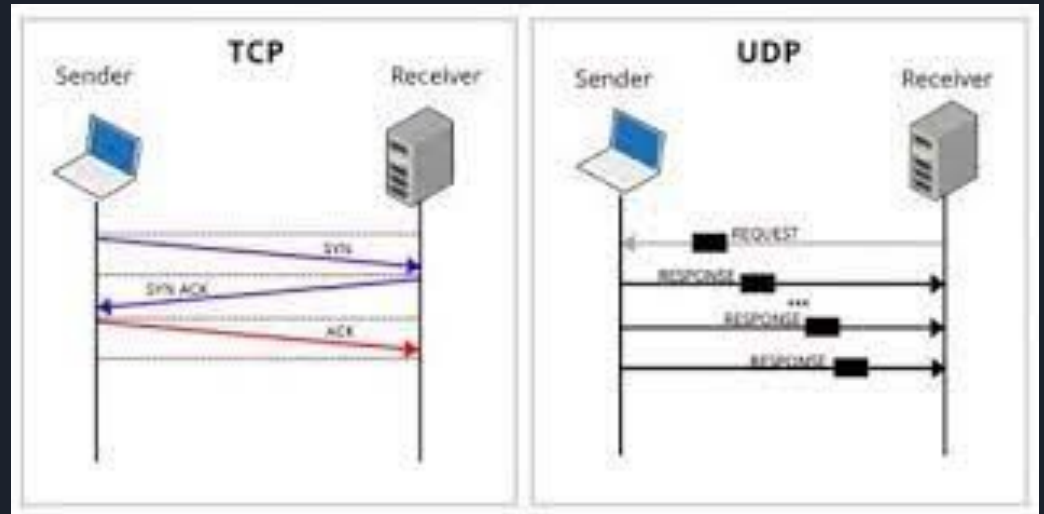 TCP
Sender
Receiver
SYN
SYN ACK
ACK
UDP
Sender
Receiver
REQUEST
RESPONSE
...
RESPONSE
RESPONSE